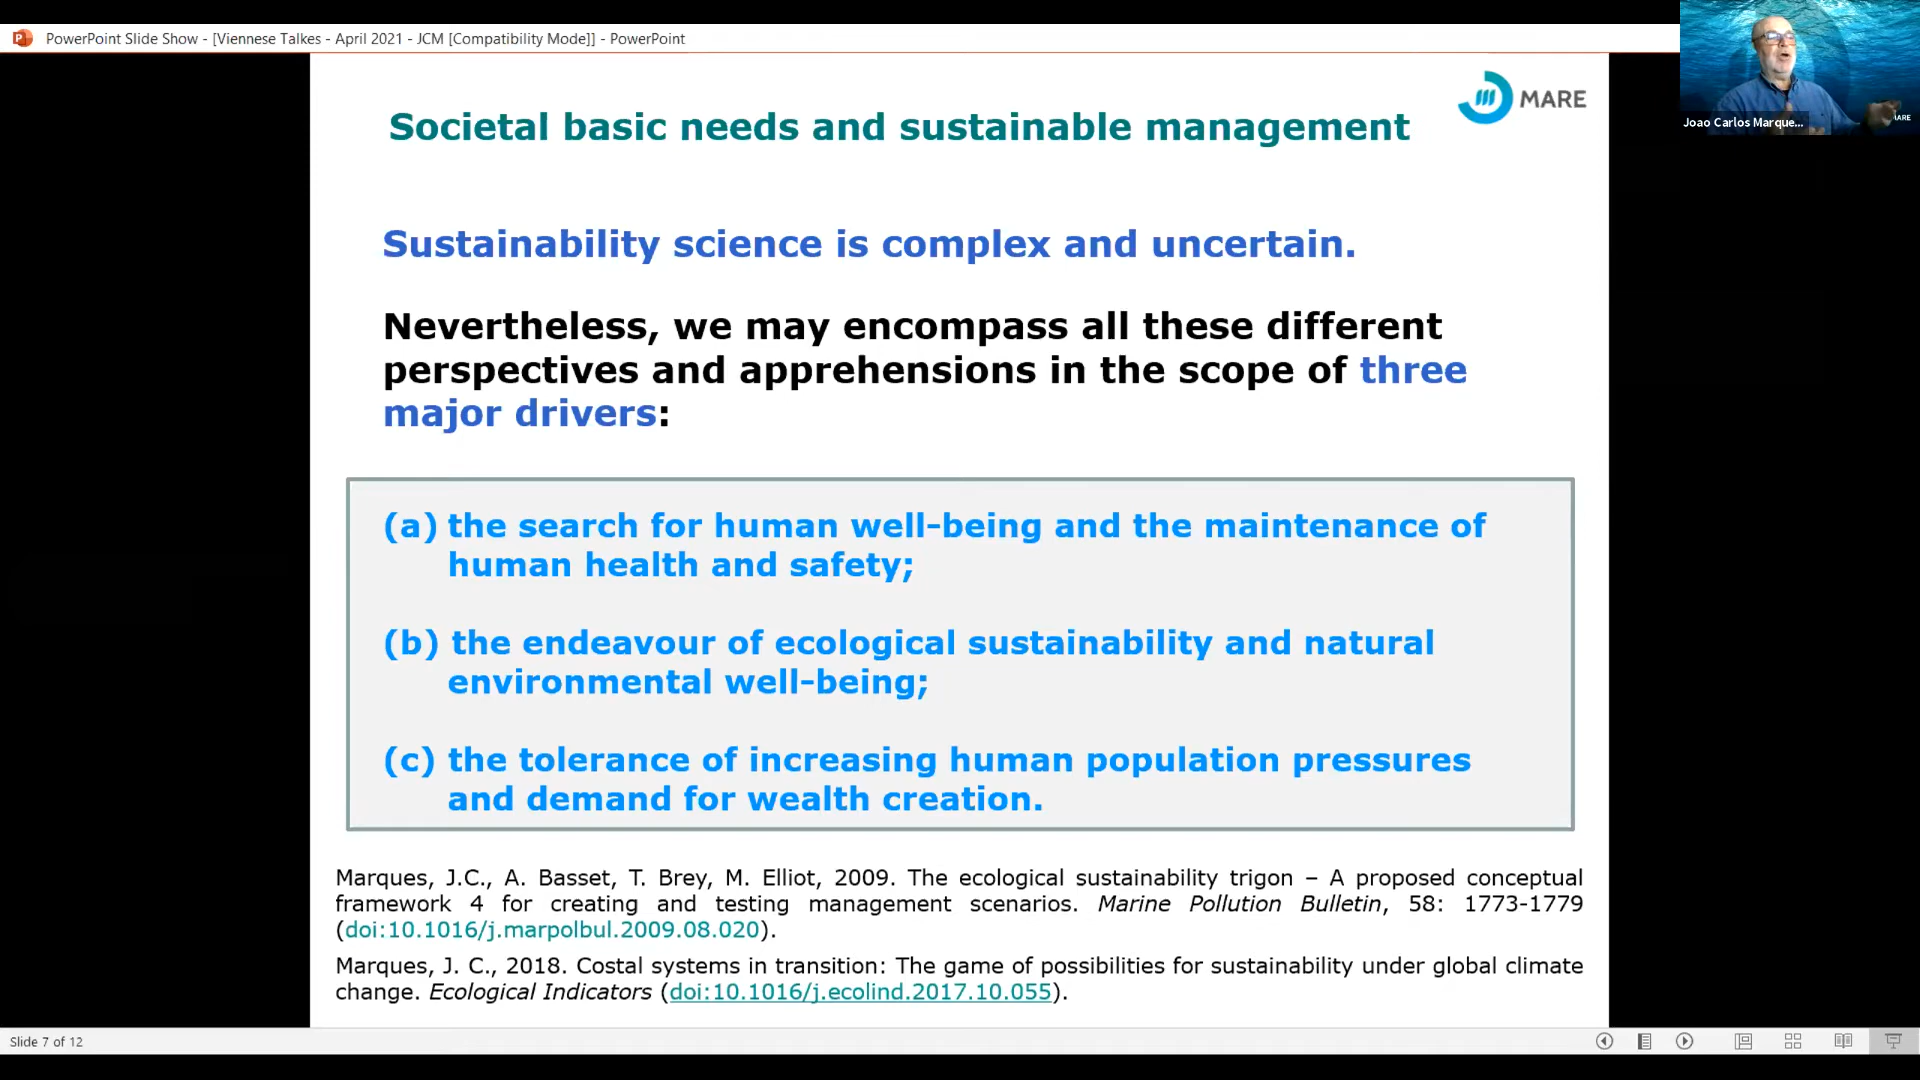 PowerPoint Slide Show - [Viennese Talkes - April 2021 - JCM [Compatibility Mode]] - PowerPoint
MARE
Societal basic needs and sustainable management
Joao Carlos Marque...
Sustainability science is complex and uncertain.
Nevertheless, we may encompass all these different
perspectives and apprehensions in the scope of three
major drivers:
(a) the search for human well-being and the maintenance of
human health and safety;
(b) the endeavour of ecological sustainability and natural
environmental well-being;
(c) the tolerance of increasing human population pressures
and demand for wealth creation.
Marques, J.C., A. Basset, T. Brey, M. Elliot, 2009. The ecological sustainability trigon – A proposed conceptual
framework 4 for creating and testing management scenarios. Marine Pollution Bulletin, 58: 1773-1779
(doi:10.1016/j.marpolbul.2009.08.020).
Marques, J. C., 2018. Costal systems in transition: The game of possibilities for sustainability under global climate
change. Ecological Indicators (doi:10.1016/j.ecolind.2017.10.055).
Slide 7 of 12